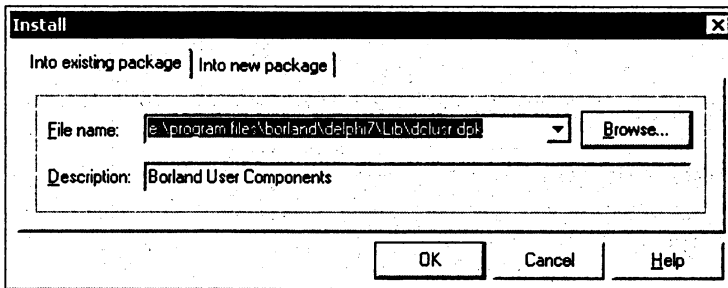 Install
Into existing package Into new package
File name: e:\program files\borland\delphi7\Lib\dclusr.dpk Browse...
Description: Borland User Components
OK Cancel Help